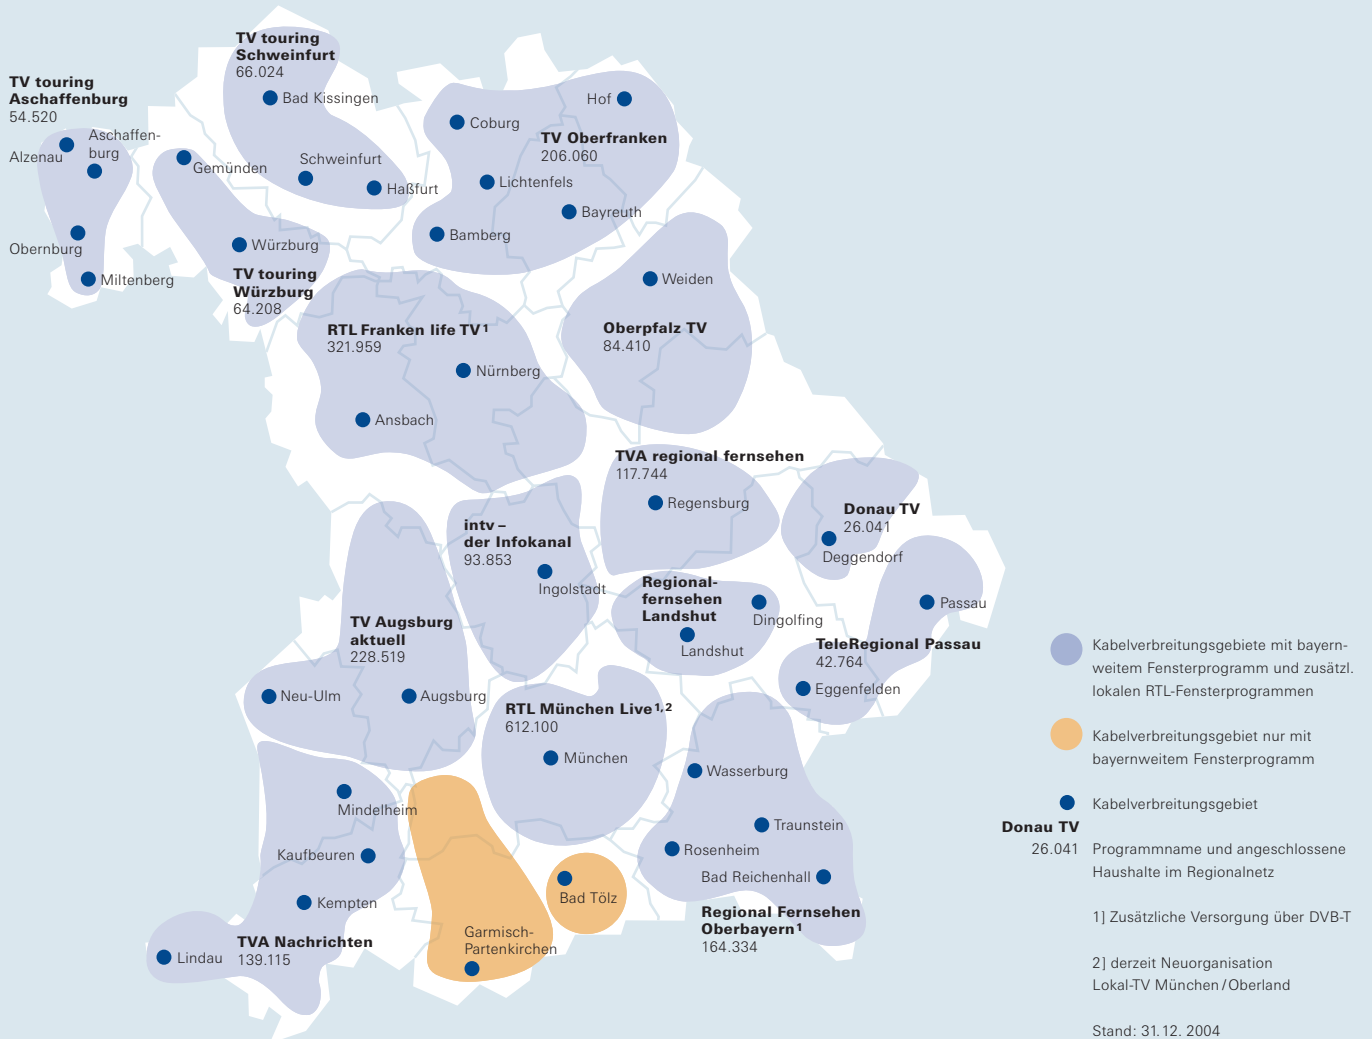 TV touring
Schweinfurt
66.024
Bad Kissingen
Schweinfurt
Haßfurt
TV touring
Aschaffenburg
54.520
Alzenau
Aschaffen-
burg
Obernburg
Miltenberg
Gemünden
Würzburg
TV touring
Würzburg
64.208
Hof
Coburg
TV Oberfranken
206.060
Lichtenfels
Bayreuth
Bamberg
Weiden
Oberpfalz TV
84.410
RTL Franken life TV 1
321.959
Nürnberg
Ansbach
TVA regional fernsehen
117.744
Regensburg
Donau TV
26.041
Deggendorf
intv –
der Infokanal
93.853
Ingolstadt
Regional-
fernsehen
Landshut
Dingolfing
Landshut
Passau
TeleRegional Passau
42.764
Eggenfelden
TV Augsburg
aktuell
228.519
Neu-Ulm
Augsburg
RTL München Live 1, 2
612.100
München
Wasserburg
Traunstein
Rosenheim
Bad Reichenhall
Regional Fernsehen
Oberbayern 1
164.334
Mindelheim
Kaufbeuren
Kempten
TVA Nachrichten
139.115
Lindau
Bad Tölz
Garmisch-
Partenkirchen
Kabelverbreitungsgebiete mit bayern-
weitem Fensterprogramm und zusätzl.
lokalen RTL-Fensterprogrammen
Kabelverbreitungsgebiet nur mit
bayernweitem Fensterprogramm
Kabelverbreitungsgebiet
Donau TV
26.041 Programmname und angeschlossene
Haushalte im Regionalnetz
1] Zusätzliche Versorgung über DVB-T
2] derzeit Neuorganisation
Lokal-TV München / Oberland
Stand: 31.12. 2004